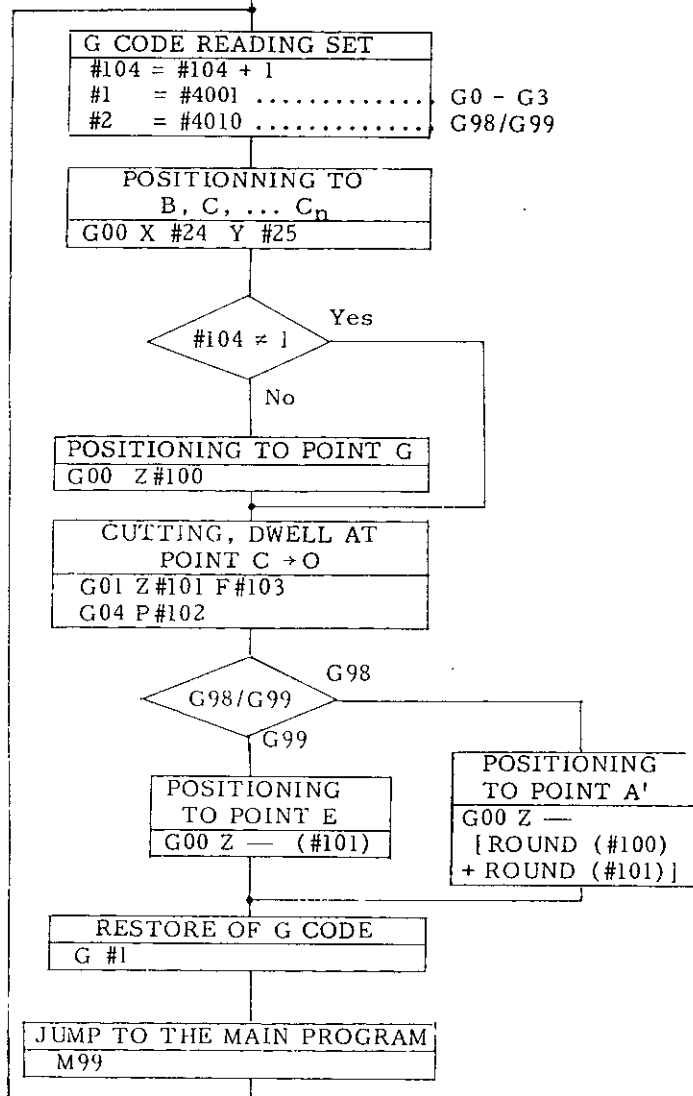 G CODE READING SET
#104 = #104 + 1
#1 = #4001 .............. G0 - G3
#2 = #4010 .............. G98/G99
POSITIONNING TO
B, C, ... Cn
G00 X #24 Y #25
#104 ≠ 1
Yes
No
POSITIONING TO POINT G
G00 Z#100
CUTTING, DWELL AT
POINT C → O
G01 Z#101 F#103
G04 P#102
G98/G99
G98
G99
POSITIONING
TO POINT E
G00 Z — (#101)
POSITIONING
TO POINT A'
G00 Z —
[ROUND (#100)
+ ROUND (#101)]
RESTORE OF G CODE
G #1
JUMP TO THE MAIN PROGRAM
M99